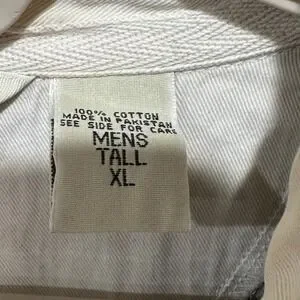 100% COTTON
MADE IN PAKISTAN
SEE SIDE FOR CARE
MENS
TALL
XL